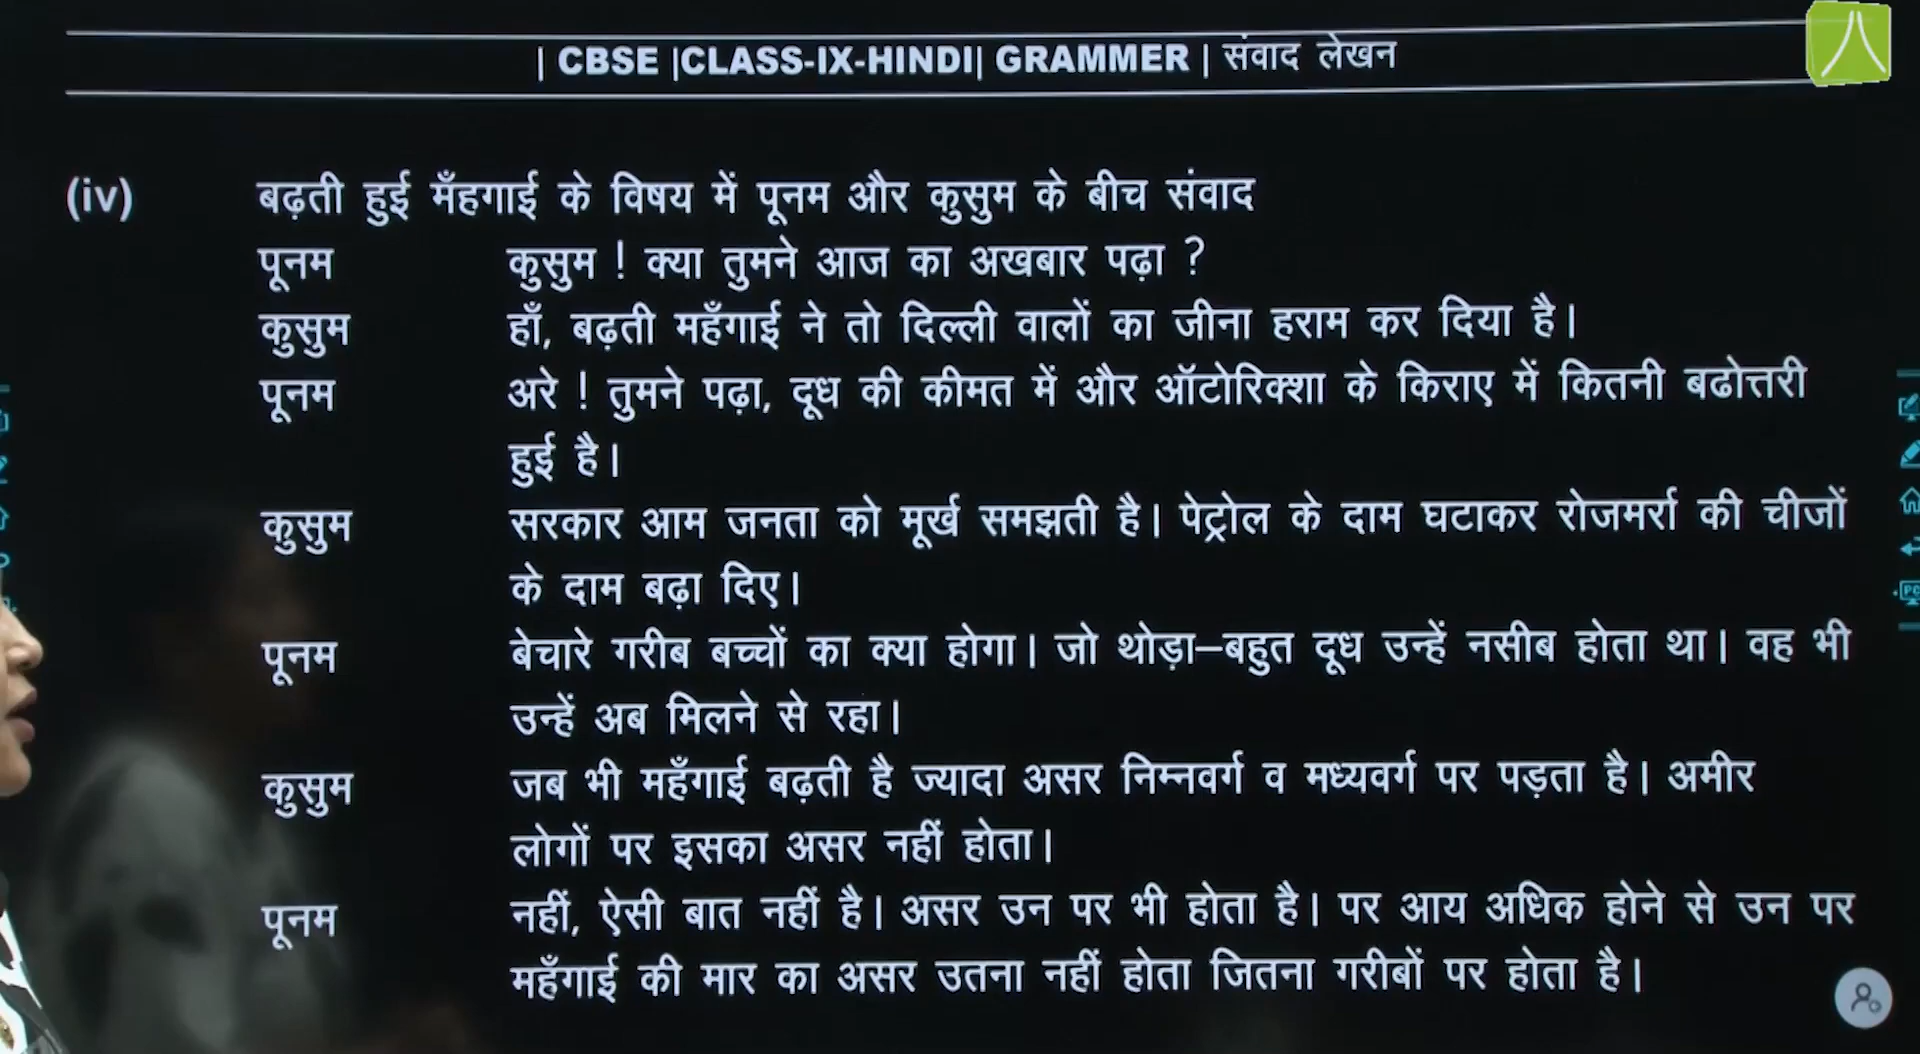 | CBSE |CLASS-IX-HINDI| GRAMMER | संवाद लेखन
(iv) बढ़ती हुई मँहगाई के विषय में पूनम और कुसुम के बीच संवाद
पूनम कुसुम ! क्या तुमने आज का अखबार पढ़ा ?
कुसुम हाँ, बढ़ती महँगाई ने तो दिल्ली वालों का जीना हराम कर दिया है।
पूनम अरे ! तुमने पढ़ा, दूध की कीमत में और ऑटोरिक्शा के किराए में कितनी बढोत्तरी
हुई है।
कुसुम सरकार आम जनता को मूर्ख समझती है। पेट्रोल के दाम घटाकर रोजमर्रा की चीजों
के दाम बढ़ा दिए।
पूनम बेचारे गरीब बच्चों का क्या होगा। जो थोड़ा–बहुत दूध उन्हें नसीब होता था। वह भी
उन्हें अब मिलने से रहा।
कुसुम जब भी महँगाई बढ़ती है ज्यादा असर निम्नवर्ग व मध्यवर्ग पर पड़ता है। अमीर
लोगों पर इसका असर नहीं होता।
पूनम नहीं, ऐसी बात नहीं है। असर उन पर भी होता है। पर आय अधिक होने से उन पर
महँगाई की मार का असर उतना नहीं होता जितना गरीबों पर होता है।
PC